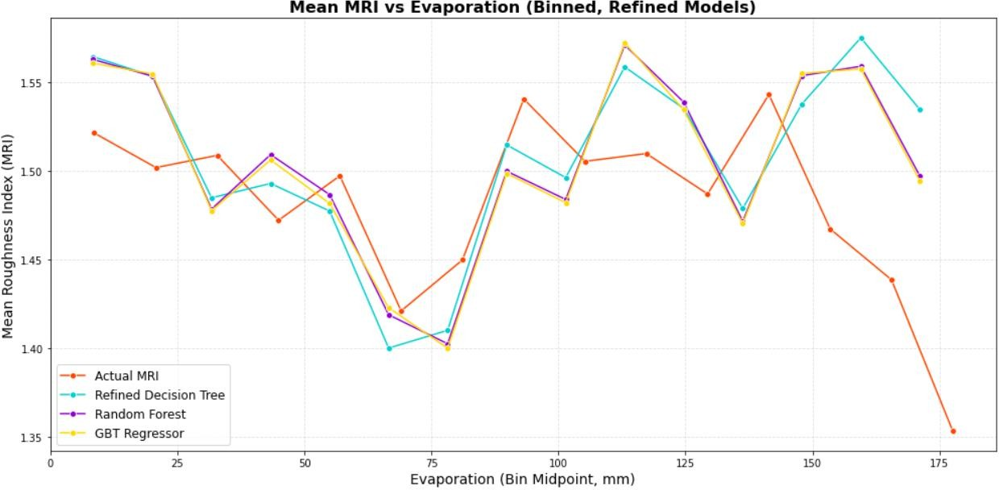 Mean MRI vs Evaporation (Binned, Refined Models)
Mean Roughness Index (MRI)
1.55
1.50
1.45
1.40
1.35
Actual MRI
Refined Decision Tree
Random Forest
GBT Regressor
0 25 50 75 100 125 150 175
Evaporation (Bin Midpoint, mm)